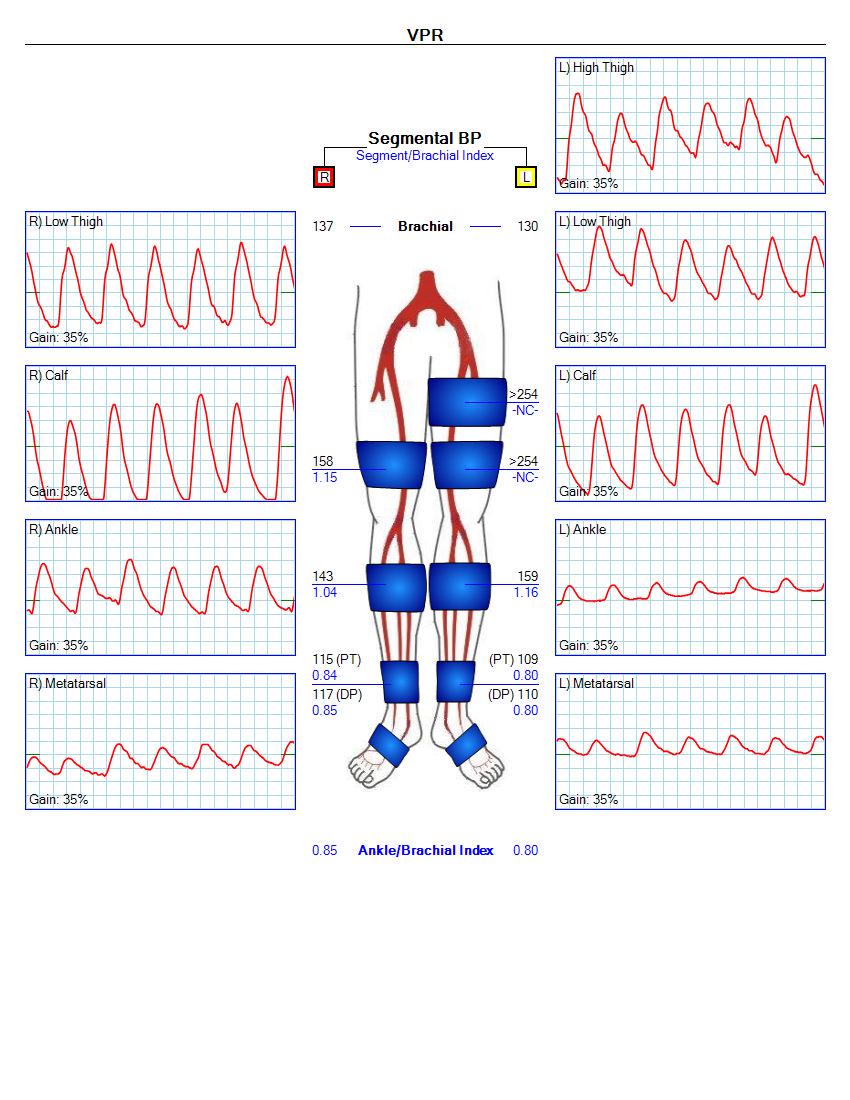 VPR
L) High Thigh
Gain: 35%
Segmental BP
Segment/Brachial Index
R
L
R) Low Thigh
Gain: 35%
137 Brachial 130
L) Low Thigh
Gain: 35%
R) Calf
Gain: 35%
>254
-NC-
158
1.15
>254
-NC-
L) Calf
Gain: 35%
R) Ankle
Gain: 35%
143
1.04
159
1.16
L) Ankle
Gain: 35%
R) Metatarsal
Gain: 35%
115 (PT)
0.84
117 (DP)
0.85
(PT) 109
0.80
(DP) 110
0.80
L) Metatarsal
Gain: 35%
0.85 Ankle/Brachial Index 0.80